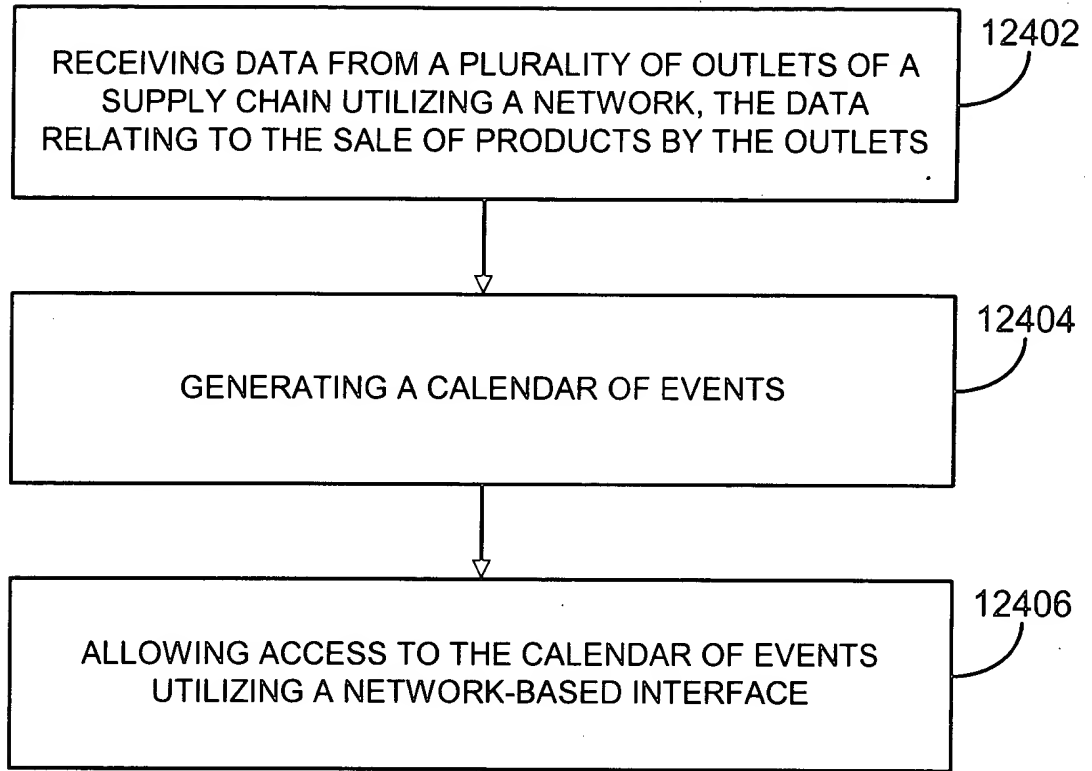 12402
RECEIVING DATA FROM A PLURALITY OF OUTLETS OF A
SUPPLY CHAIN UTILIZING A NETWORK, THE DATA
RELATING TO THE SALE OF PRODUCTS BY THE OUTLETS
12404
GENERATING A CALENDAR OF EVENTS
12406
ALLOWING ACCESS TO THE CALENDAR OF EVENTS
UTILIZING A NETWORK-BASED INTERFACE